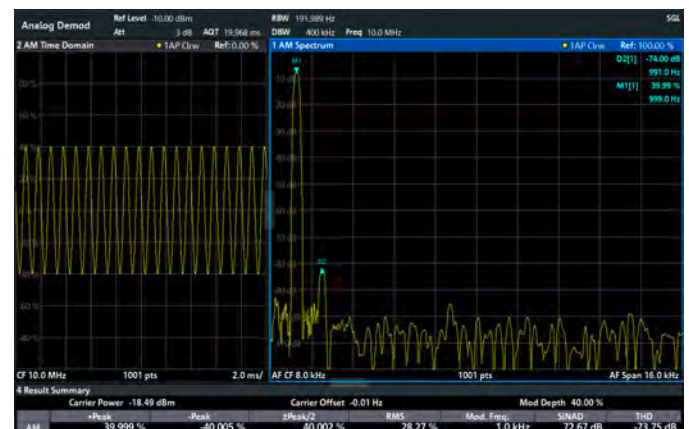 Analog Demod Ref Level -10.00 dBm RBW 191.989 Hz SGL
Att 3 dB AQT 19.968 ms DBW 400 kHz Freq 10.0 MHz
2 AM Time Domain 1AP Clrw Ref: 0.00 % 1 AM Spectrum 1AP Clrw Ref: 100.00 %
M1 D2[1] -74.00 dB
991.0 Hz
M1[1] 39.99 %
999.0 Hz
D2
CF 10.0 MHz 1001 pts 2.0 ms/ AF CF 8.0 kHz 1001 pts AF Span 16.0 kHz
4 Result Summary
Carrier Power -18.49 dBm Carrier Offset -0.01 Hz Mod Depth 40.00 %
+Peak -Peak ±Peak/2 RMS Mod. Freq. SINAD THD
AM 39.999 % -40.005 % 40.002 % 28.27 % 1.0 kHz 72.67 dB -73.75 dB